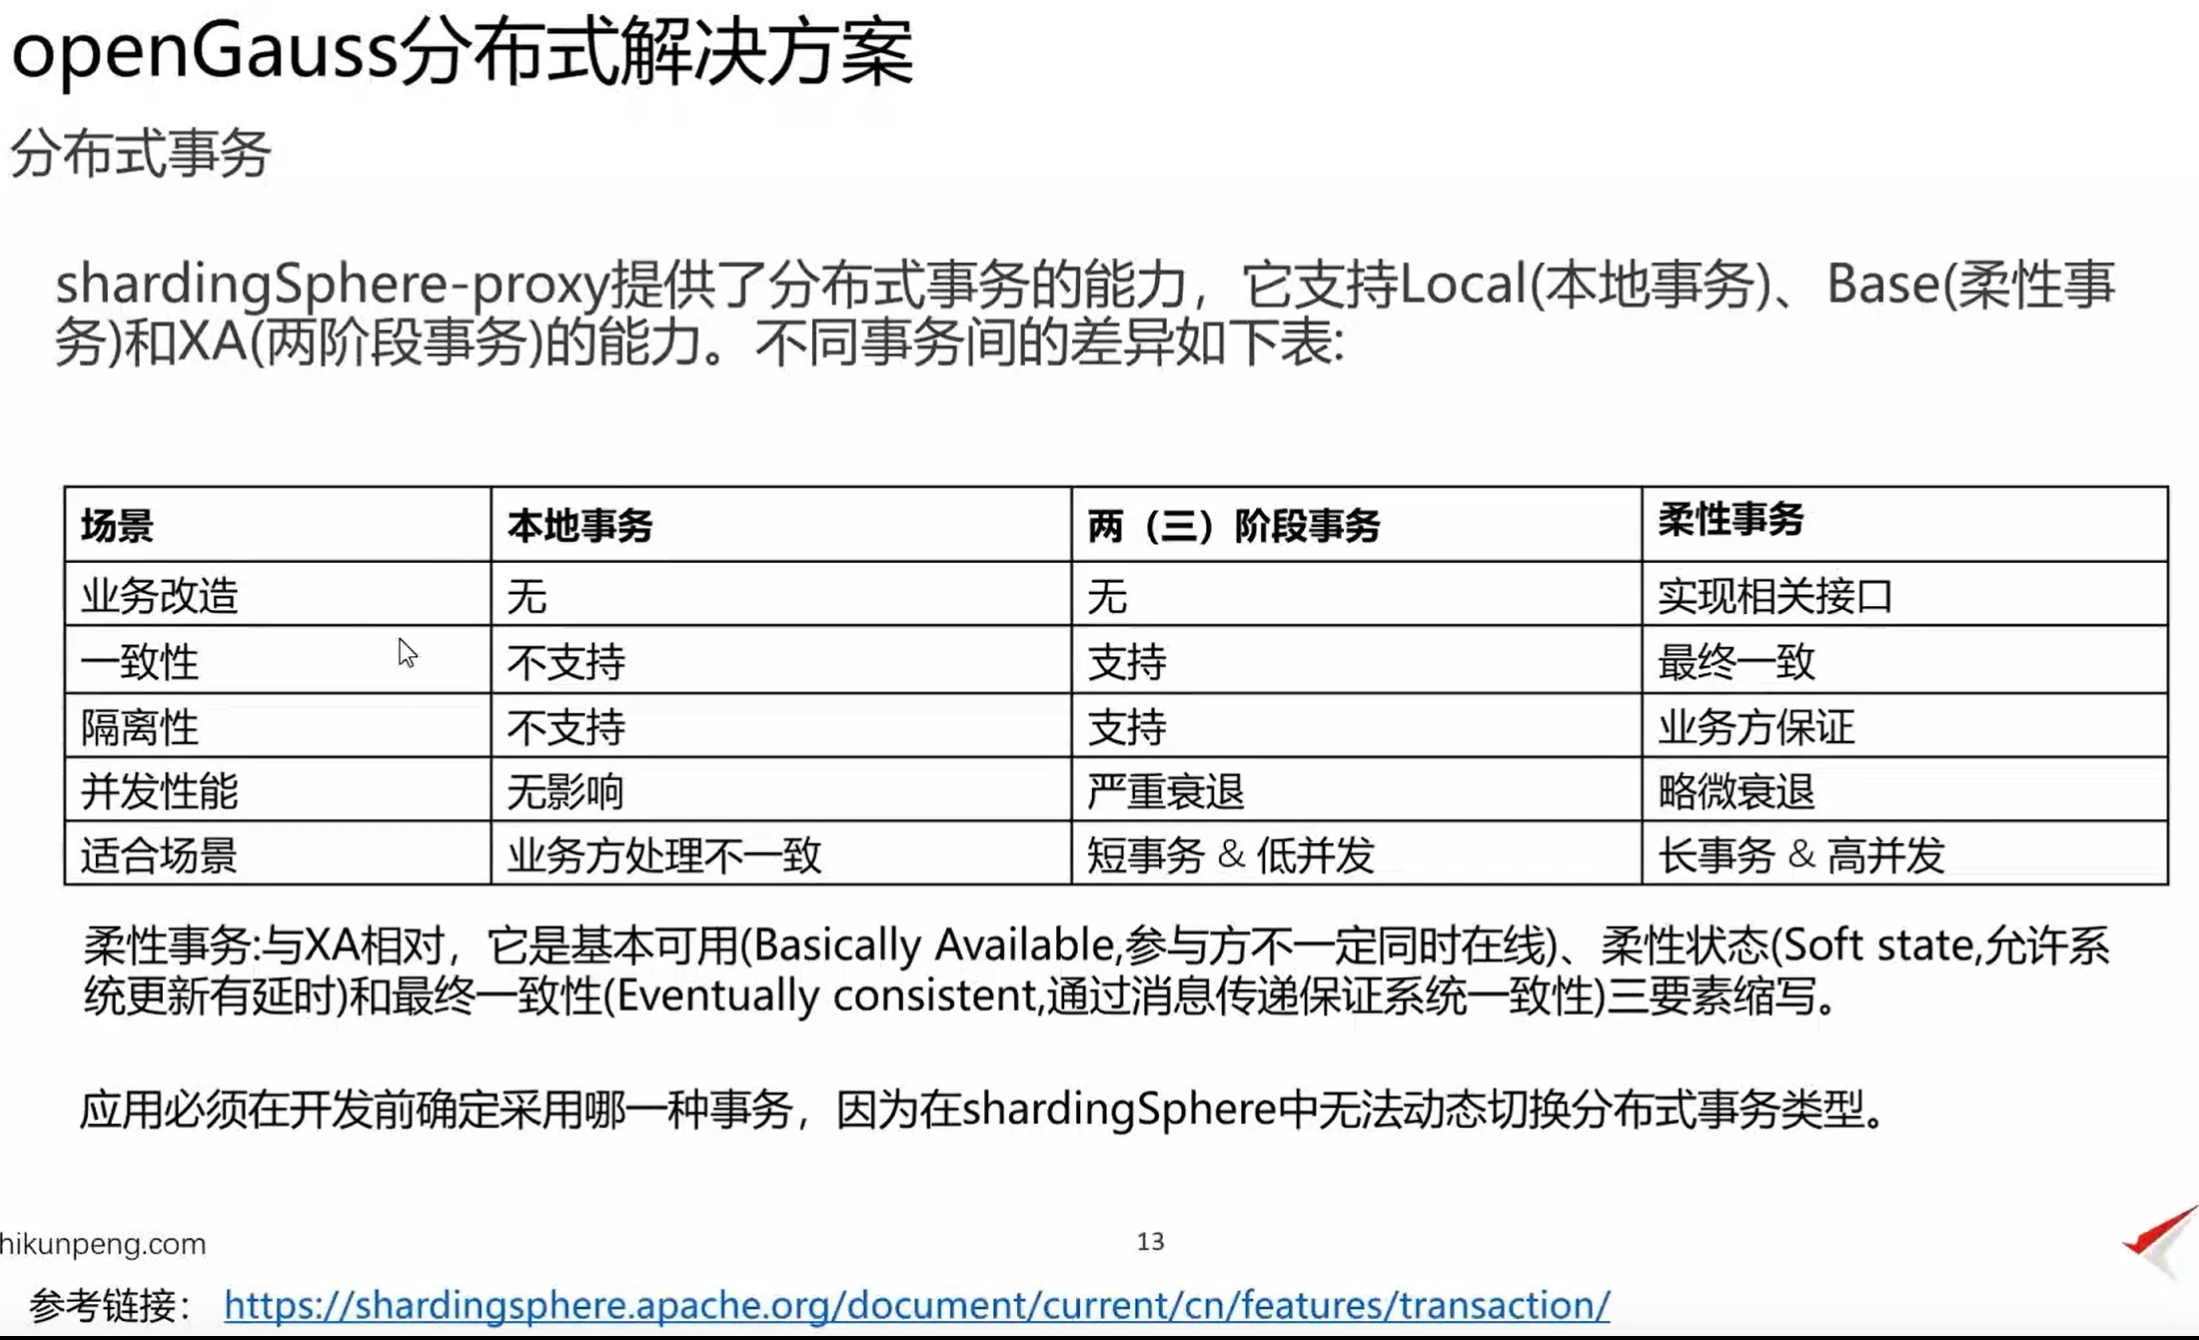 openGauss分布式解决方案
分布式事务
shardingSphere-proxy提供了分布式事务的能力，它支持Local(本地事务)、Base(柔性事
务)和XA(两阶段事务)的能力。不同事务间的差异如下表:
场景 本地事务 两（三）阶段事务 柔性事务
业务改造 无 无 实现相关接口
一致性 不支持 支持 最终一致
隔离性 不支持 支持 业务方保证
并发性能 无影响 严重衰退 略微衰退
适合场景 业务方处理不一致 短事务 & 低并发 长事务 & 高并发
柔性事务:与XA相对，它是基本可用(Basically Available,参与方不一定同时在线)、柔性状态(Soft state,允许系
统更新有延时)和最终一致性(Eventually consistent,通过消息传递保证系统一致性)三要素缩写。
应用必须在开发前确定采用哪一种事务，因为在shardingSphere中无法动态切换分布式事务类型。
hikunpeng.com
13
参考链接： https://shardingsphere.apache.org/document/current/cn/features/transaction/